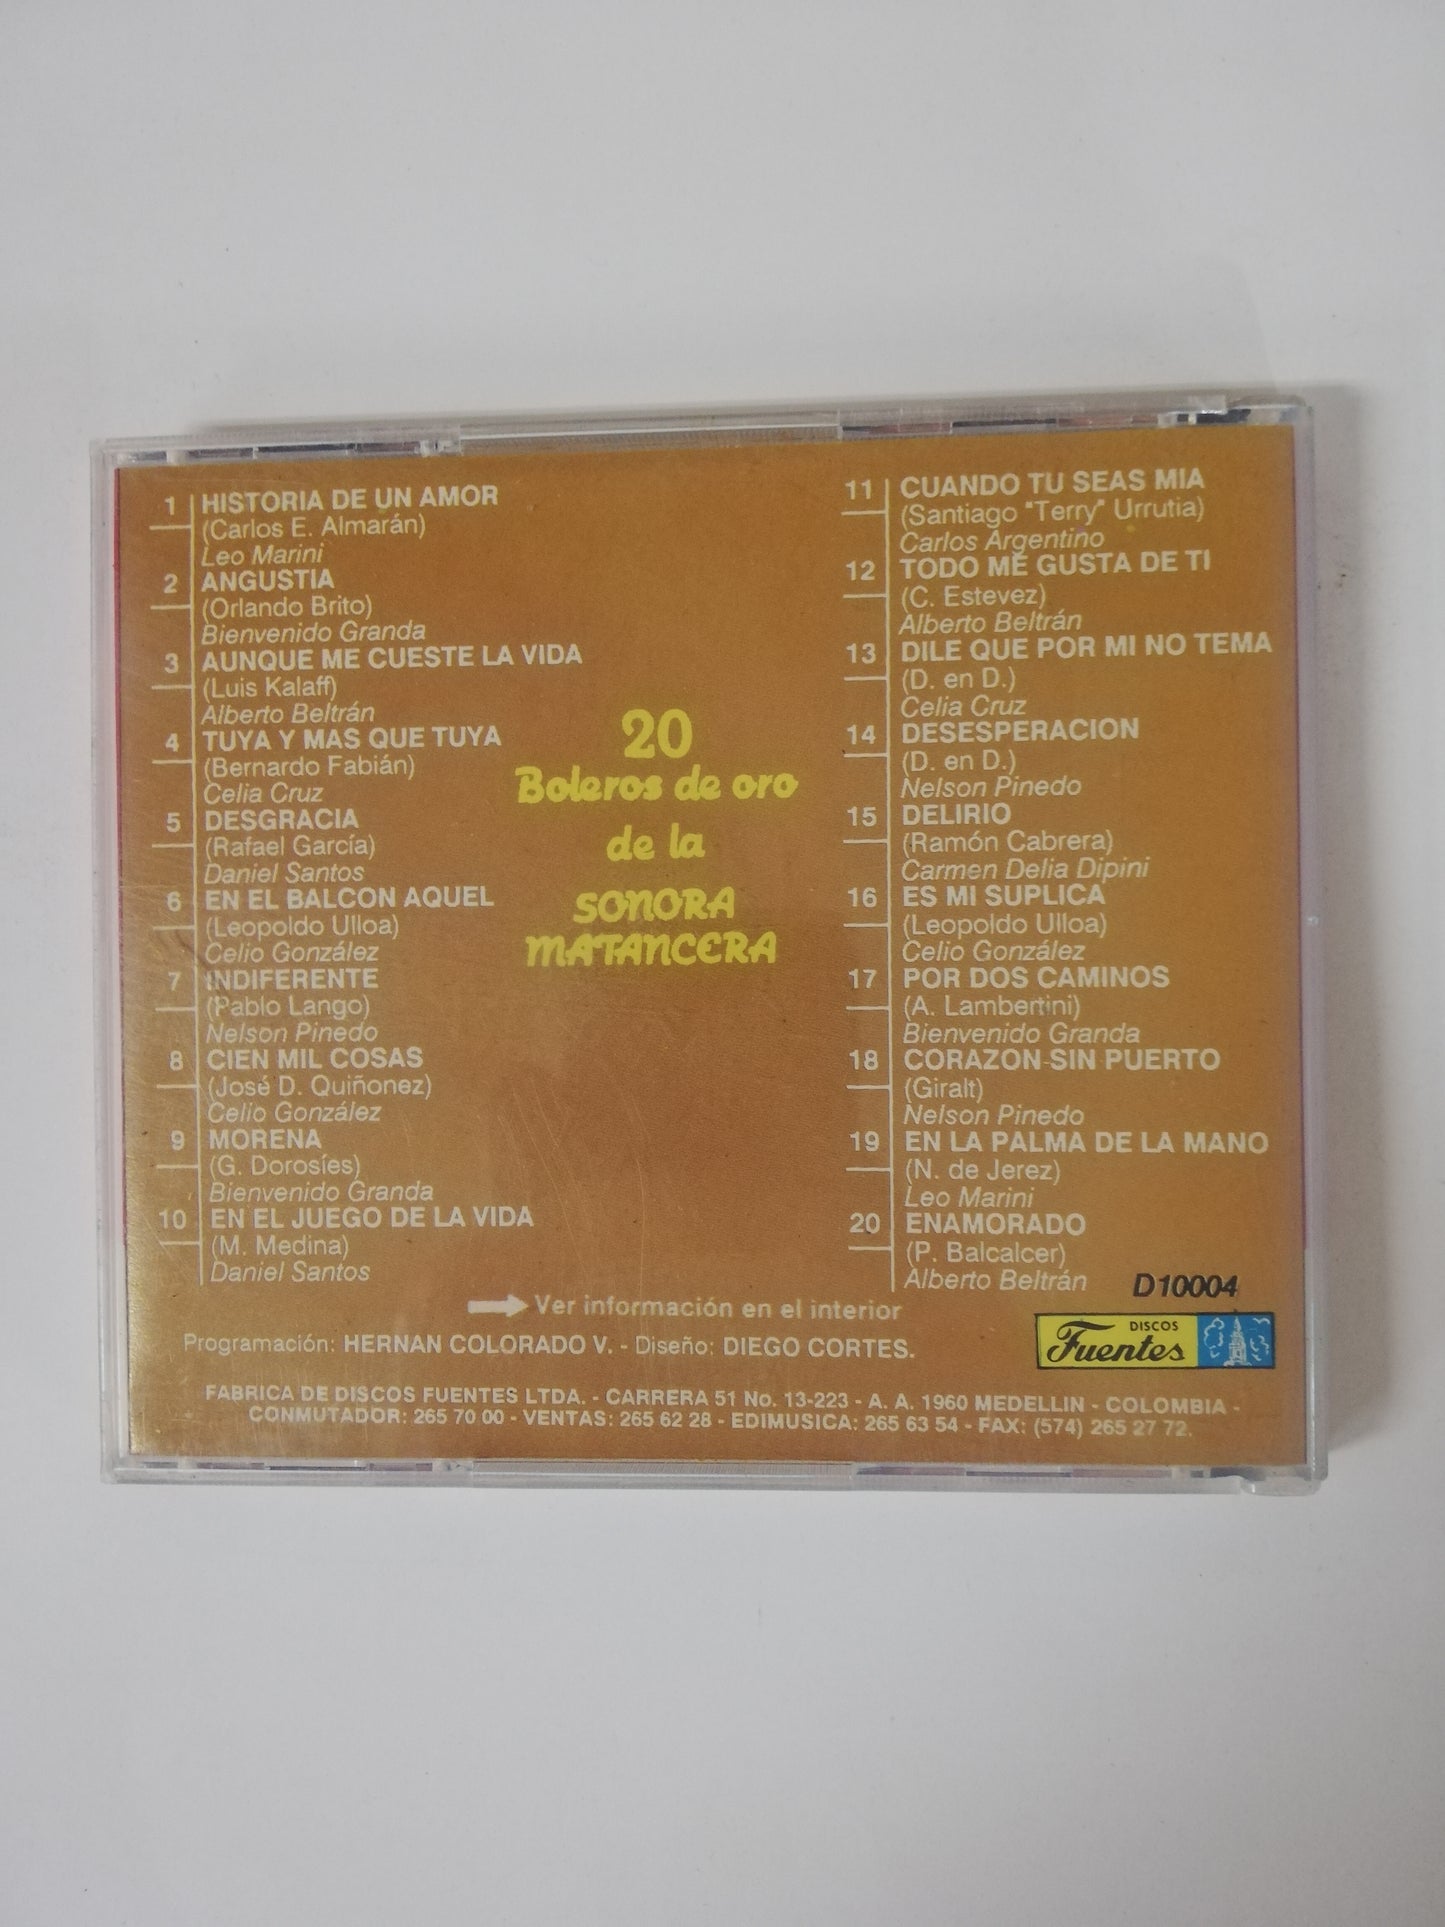 1 HISTORIA DE UN AMOR
(Carlos E. Almarán)
Leo Marini
2 ANGUSTIA
(Orlando Brito)
Bienvenido Granda
3 AUNQUE ME CUESTE LA VIDA
(Luis Kalaff)
Alberto Beltrán
4 TUYA Y MAS QUE TUYA
(Bernardo Fabián)
Celia Cruz
5 DESGRACIA
(Rafael García)
Daniel Santos
6 EN EL BALCON AQUEL
(Leopoldo Ulloa)
Celio González
7 INDIFERENTE
(Pablo Lango)
Nelson Pinedo
8 CIEN MIL COSAS
(José D. Quiñonez)
Celio González
9 MORENA
(G. Dorosíes)
Bienvenido Granda
10 EN EL JUEGO DE LA VIDA
(M. Medina)
Daniel Santos
20
Boleros de oro
de la
SONORA
MATANCERA
11 CUANDO TU SEAS MIA
(Santiago "Terry" Urrutia)
Carlos Argentino
12 TODO ME GUSTA DE TI
(C. Estevez)
Alberto Beltrán
13 DILE QUE POR MI NO TEMA
(D. en D.)
Celia Cruz
14 DESESPERACION
(D. en D.)
Nelson Pinedo
15 DELIRIO
(Ramón Cabrera)
Carmen Delia Dipini
16 ES MI SUPLICA
(Leopoldo Ulloa)
Celio González
17 POR DOS CAMINOS
(A. Lambertini)
Bienvenido Granda
18 CORAZON SIN PUERTO
(Giralt)
Nelson Pinedo
19 EN LA PALMA DE LA MANO
(N. de Jerez)
Leo Marini
20 ENAMORADO
(P. Balcalcer)
Alberto Beltrán
D10004
Ver información en el interior
Programación: HERNAN COLORADO V. - Diseño: DIEGO CORTES.
DISCOS
Fuentes
FABRICA DE DISCOS FUENTES LTDA. - CARRERA 51 No. 13-223 - A. A. 1960 MEDELLIN - COLOMBIA -
CONMUTADOR: 265 70 00 - VENTAS: 265 62 28 - EDIMUSICA: 265 63 54 - FAX: (574) 265 27 72.